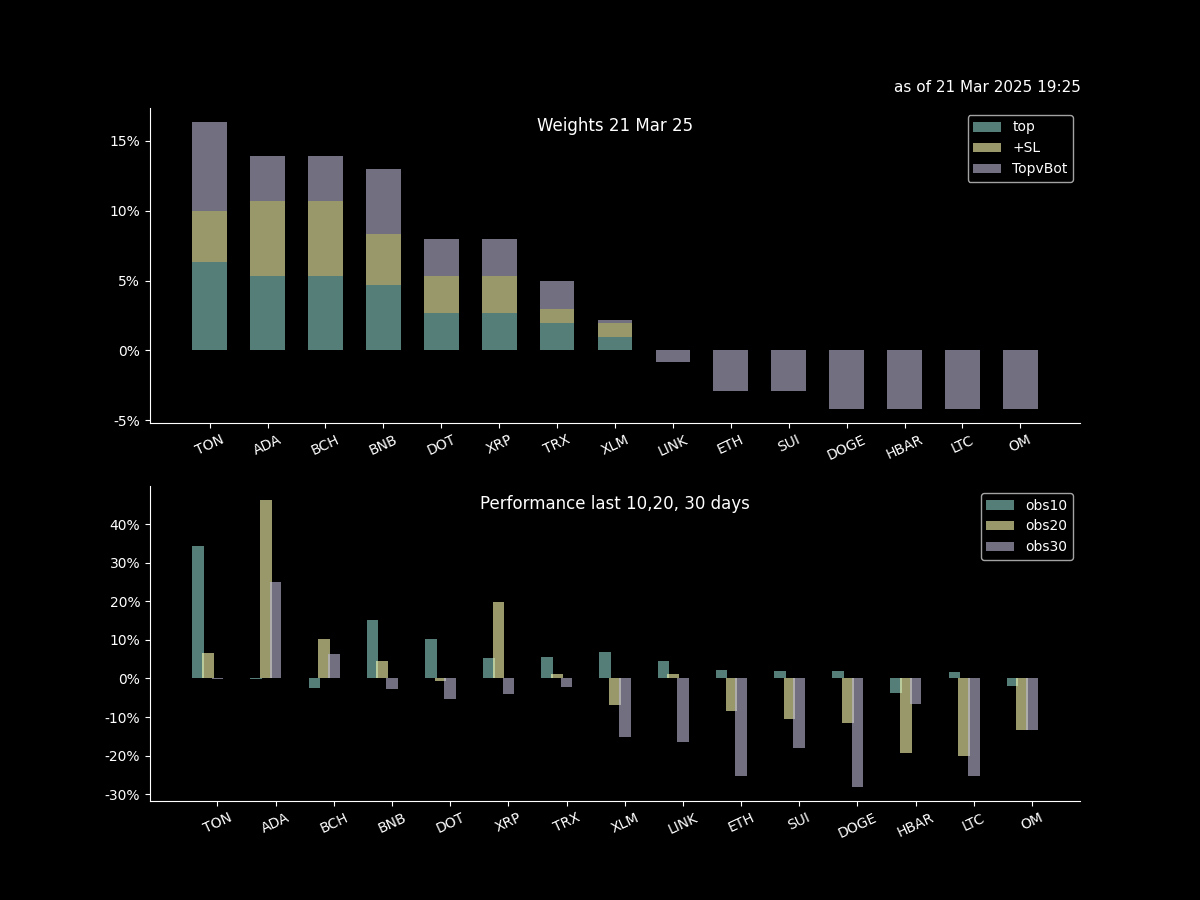 as of 21 Mar 2025 19:25
Weights 21 Mar 25
top
+SL
TopvBot
15%
10%
5%
0%
-5%
TON ADA BCH BNB DOT XRP TRX XLM LINK ETH SUI DOGE HBAR LTC OM
Performance last 10,20, 30 days
obs10
obs20
obs30
40%
30%
20%
10%
0%
-10%
-20%
-30%
TON ADA BCH BNB DOT XRP TRX XLM LINK ETH SUI DOGE HBAR LTC OM